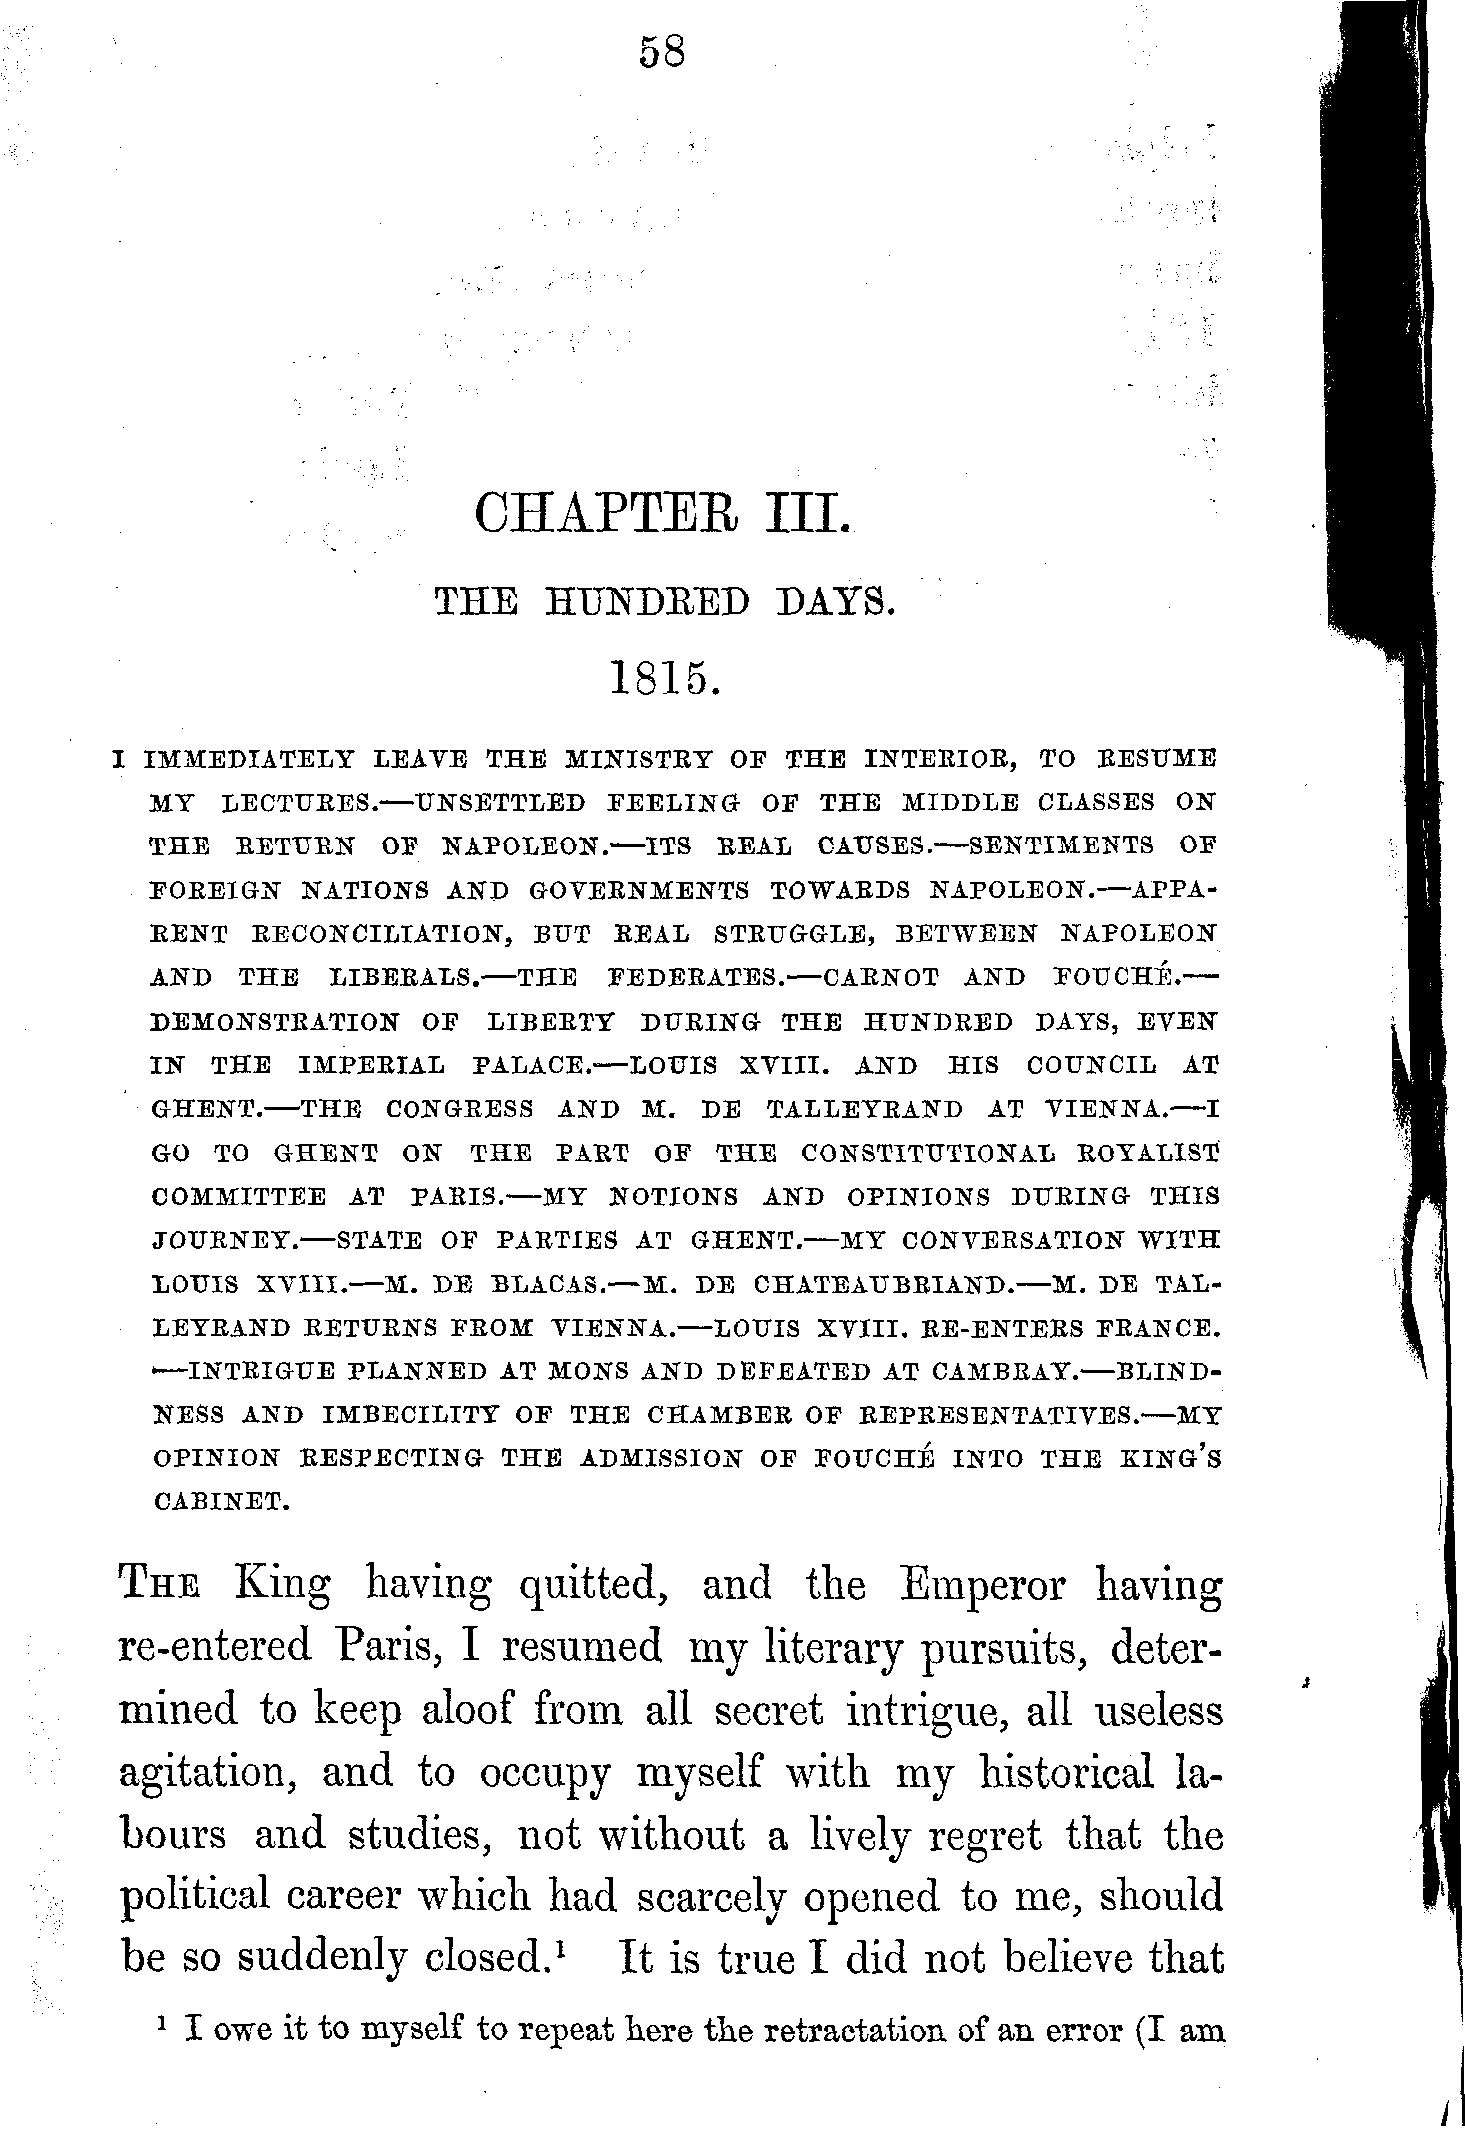 58
CHAPTER III.
THE HUNDRED DAYS.
1815.
I IMMEDIATELY LEAVE THE MINISTRY OF THE INTERIOR, TO RESUME
MY LECTURES.—UNSETTLED FEELING OF THE MIDDLE CLASSES ON
THE RETURN OF NAPOLEON.—ITS REAL CAUSES.—SENTIMENTS OF
FOREIGN NATIONS AND GOVERNMENTS TOWARDS NAPOLEON.—APPA-
RENT RECONCILIATION, BUT REAL STRUGGLE, BETWEEN NAPOLEON
AND THE LIBERALS.—THE FEDERATES.—CARNOT AND FOUCHÉ.—
DEMONSTRATION OF LIBERTY DURING THE HUNDRED DAYS, EVEN
IN THE IMPERIAL PALACE.—LOUIS XVIII. AND HIS COUNCIL AT
GHENT.—THE CONGRESS AND M. DE TALLEYRAND AT VIENNA.—I
GO TO GHENT ON THE PART OF THE CONSTITUTIONAL ROYALIST
COMMITTEE AT PARIS.—MY NOTIONS AND OPINIONS DURING THIS
JOURNEY.—STATE OF PARTIES AT GHENT.—MY CONVERSATION WITH
LOUIS XVIII.—M. DE BLACAS.—M. DE CHATEAUBRIAND.—M. DE TAL-
LEYRAND RETURNS FROM VIENNA.—LOUIS XVIII. RE-ENTERS FRANCE.
—INTRIGUE PLANNED AT MONS AND DEFEATED AT CAMBRAY.—BLIND-
NESS AND IMBECILITY OF THE CHAMBER OF REPRESENTATIVES.—MY
OPINION RESPECTING THE ADMISSION OF FOUCHÉ INTO THE KING'S
CABINET.
THE King having quitted, and the Emperor having
re-entered Paris, I resumed my literary pursuits, deter-
mined to keep aloof from all secret intrigue, all useless
agitation, and to occupy myself with my historical la-
bours and studies, not without a lively regret that the
political career which had scarcely opened to me, should
be so suddenly closed.¹ It is true I did not believe that
¹ I owe it to myself to repeat here the retractation of an error (I am